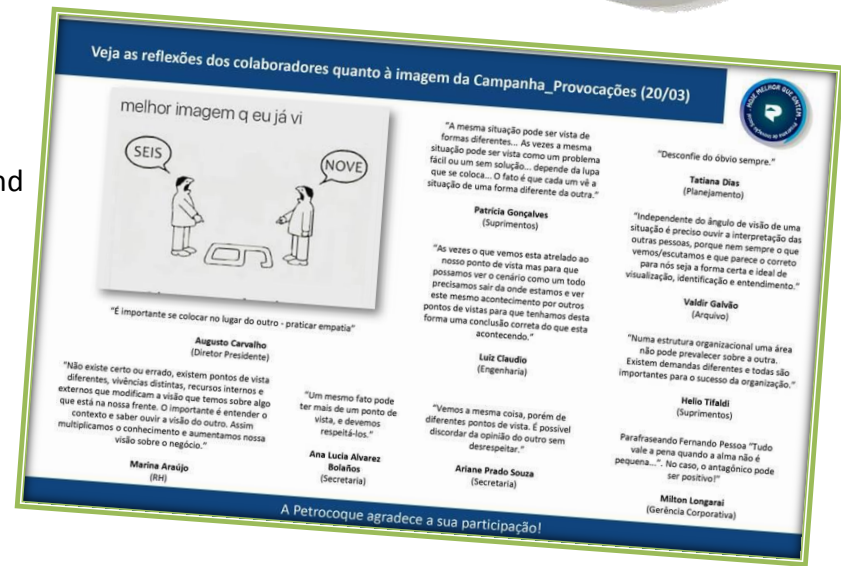 nd
Veja as reflexões dos colaboradores quanto à imagem da Campanha_Provocações (20/03)
HOJE MELHOR QUE ONTEM
melhor imagem q eu já vi
SEIS
NOVE
"É importante se colocar no lugar do outro - praticar empatia"
Augusto Carvalho
(Diretor Presidente)
"Não existe certo ou errado, existem pontos de vista
diferentes, vivências distintas, recursos internos e
externos que modificam a visão que temos sobre algo
que está na nossa frente. O importante é entender o
contexto e saber ouvir a visão do outro. Assim
multiplicamos o conhecimento e aumentamos nossa
visão sobre o negócio."
Marina Araújo
(RH)
"Um mesmo fato pode
ter mais de um ponto de
vista, e devemos
respeitá-los."
Ana Lucia Alvarez
Bolaños
(Secretaria)
"A mesma situação pode ser vista de
formas diferentes... As vezes a mesma
situação pode ser vista como um problema
fácil ou um sem solução... depende da lupa
que se coloca... O fato é que cada um vê a
situação de uma forma diferente da outra."
Patrícia Gonçalves
(Suprimentos)
"As vezes o que vemos esta atrelado ao
nosso ponto de vista mas para que
possamos ver o cenário como um todo
precisamos sair da onde estamos e ver
este mesmo acontecimento por outros
pontos de vistas para que tenhamos desta
forma uma conclusão correta do que esta
acontecendo."
Luiz Claudio
(Engenharia)
"Vemos a mesma coisa, porém de
diferentes pontos de vista. É possível
discordar da opinião do outro sem
desrespeitar."
Ariane Prado Souza
(Secretaria)
"Desconfie do óbvio sempre."
Tatiana Dias
(Planejamento)
"Independente do ângulo de visão de uma
situação é preciso ouvir a interpretação das
outras pessoas, porque nem sempre o que
vemos/escutamos e que parece o correto
para nós seja a forma certa e ideal de
visualização, identificação e entendimento."
Valdir Galvão
(Arquivo)
"Numa estrutura organizacional uma área
não pode prevalecer sobre a outra.
Existem demandas diferentes e todas são
importantes para o sucesso da organização."
Helio Tifaldi
(Suprimentos)
Parafraseando Fernando Pessoa "Tudo
vale a pena quando a alma não é
pequena...". No caso, o antagónico pode
ser positivo!"
Milton Longarai
(Gerência Corporativa)
A Petrocoque agradece a sua participação!